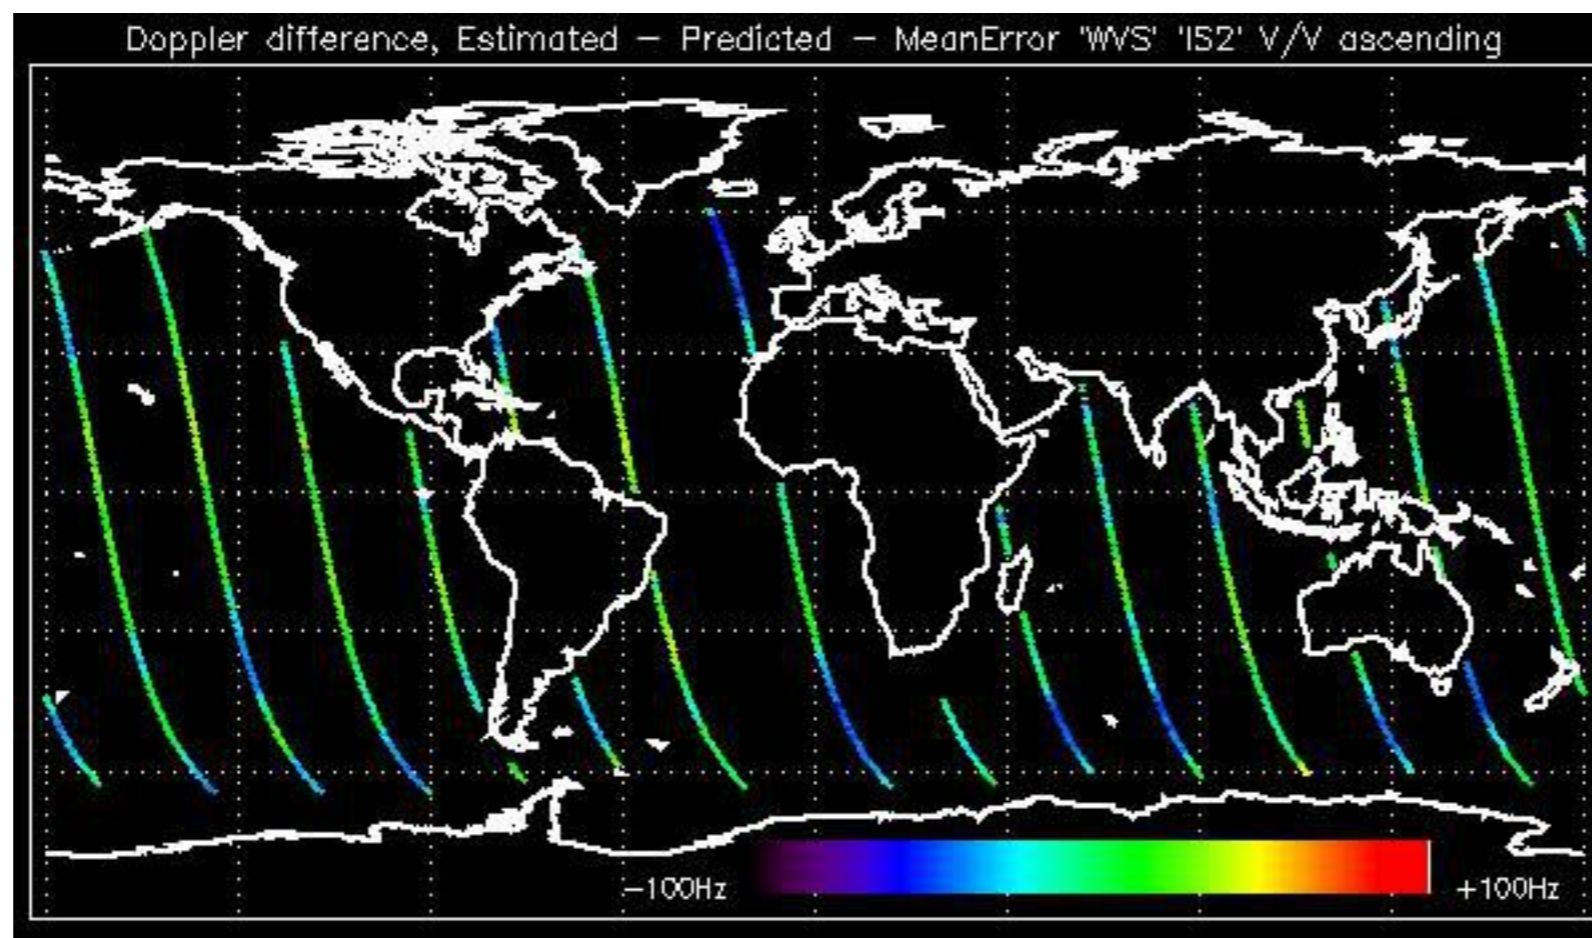 Doppler difference, Estimated – Predicted – MeanError 'WVS' 'IS2' V/V ascending
-100Hz
+100Hz